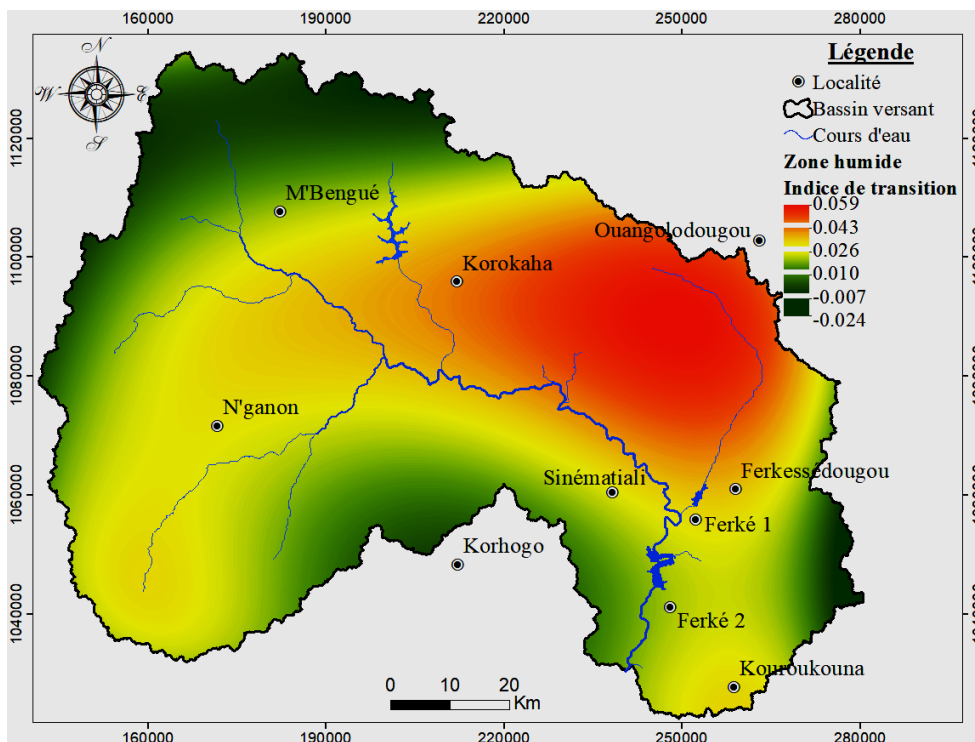 160000 190000 220000 250000 280000
N
W E
S
Légende
Localité
Bassin versant
Cours d'eau
Zone humide
Indice de transition
0.059
0.043
0.026
0.010
-0.007
-0.024
1120000
1100000
1080000
1060000
1040000
M'Bengué
Ouangolodougou
Korokaha
N'ganon
Sinématiali
Ferkessédougou
Ferké 1
Korhogo
Ferké 2
Kouroukouna
0 10 20
Km
160000 190000 220000 250000 280000